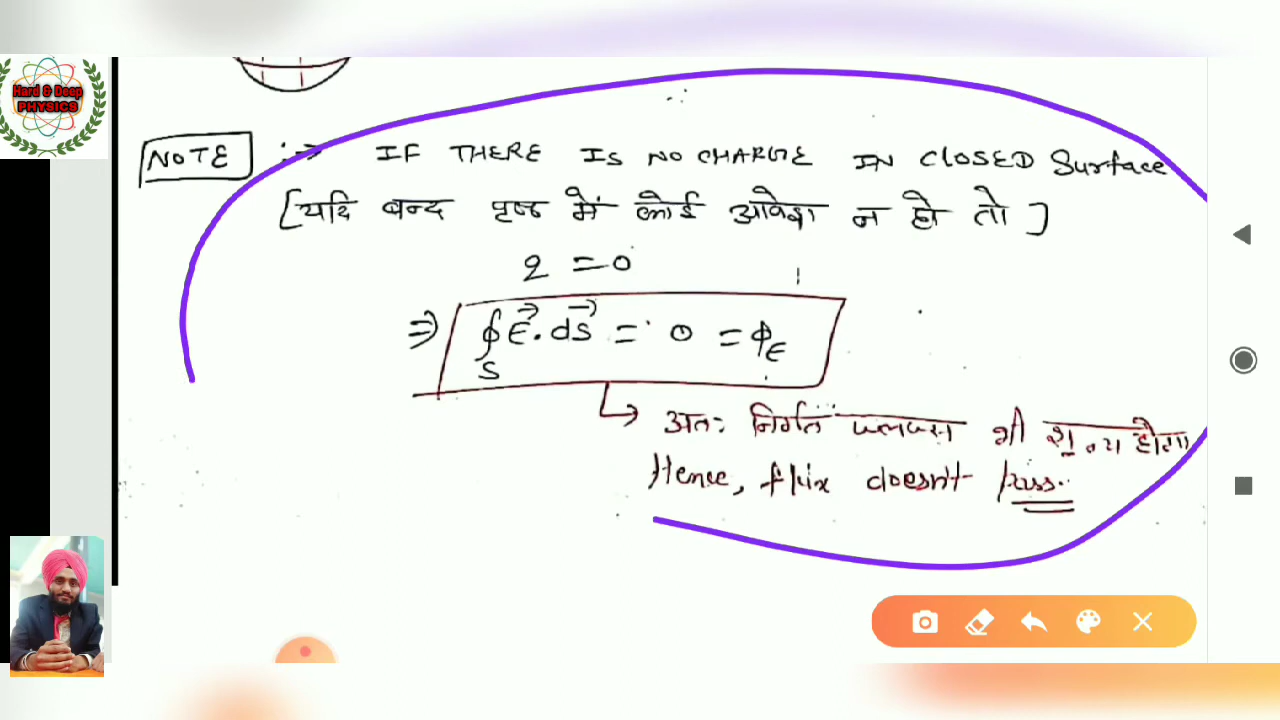 Hard & Deep
PHYSICS
NOTE :→ IF THERE IS NO CHARGE IN CLOSED Surface
[यदि बन्द पृष्ठ में कोई आवेश न हो तो]
q = 0
⇒ ∮ₛ E⃗.dS⃗ = 0 = ϕ_E
अतः निर्गत फ्लक्स भी शून्य होगा
Hence, flux doesn't pass.